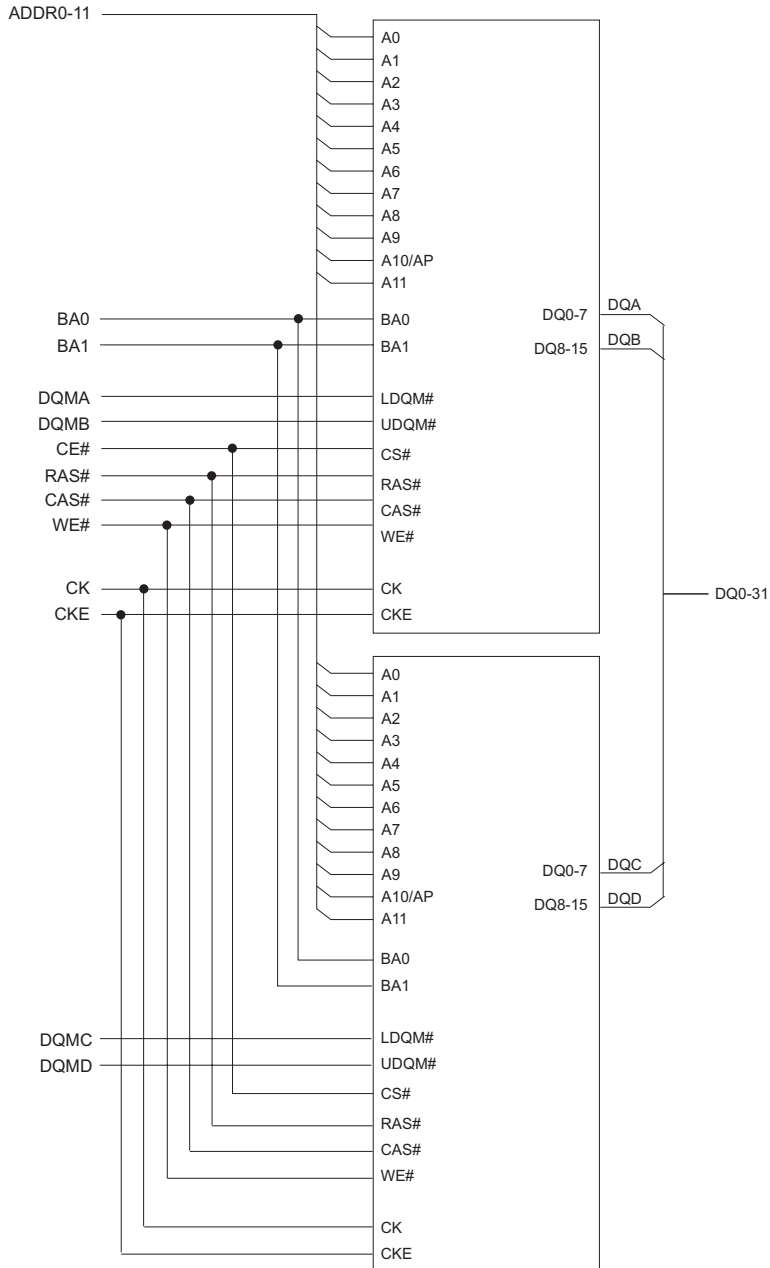 ADDR0-11
A0
A1
A2
A3
A4
A5
A6
A7
A8
A9
A10/AP
A11
BA0 BA0
BA1 BA1
DQ0-7 DQA
DQ8-15 DQB
DQMA LDQM#
DQMB UDQM#
CE# CS#
RAS# RAS#
CAS# CAS#
WE# WE#
CK CK
CKE CKE
DQ0-31
A0
A1
A2
A3
A4
A5
A6
A7
A8
A9
A10/AP
A11
DQ0-7 DQC
DQ8-15 DQD
BA0
BA1
DQMC LDQM#
DQMD UDQM#
CS#
RAS#
CAS#
WE#
CK
CKE